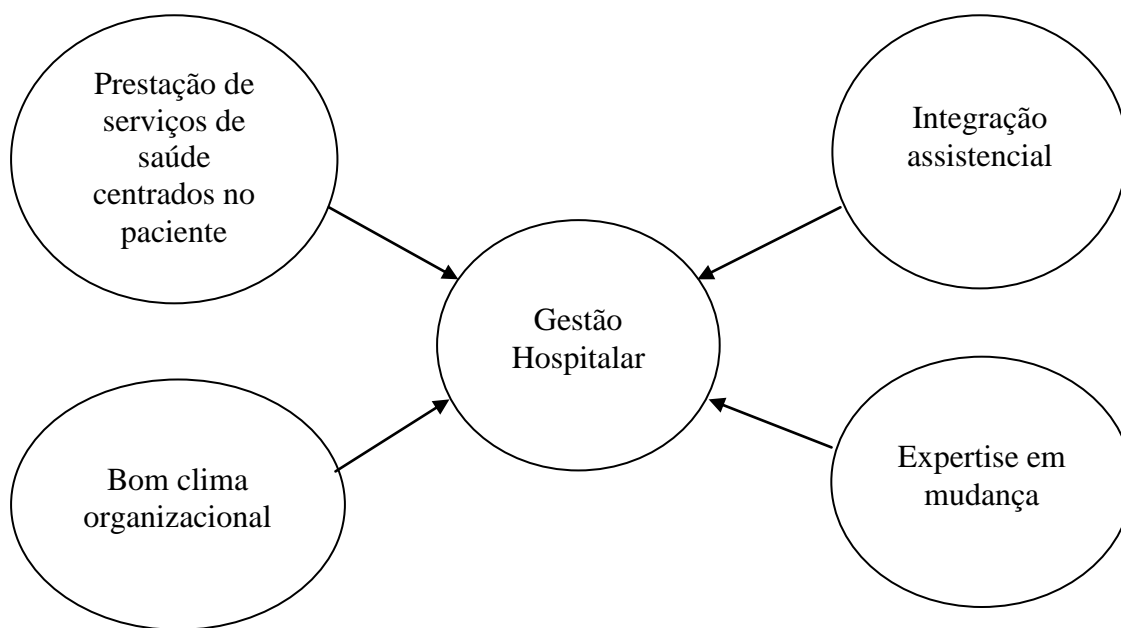 Prestação de
serviços de
saúde
centrados no
paciente
Integração
assistencial
Gestão
Hospitalar
Bom clima
organizacional
Expertise em
mudança